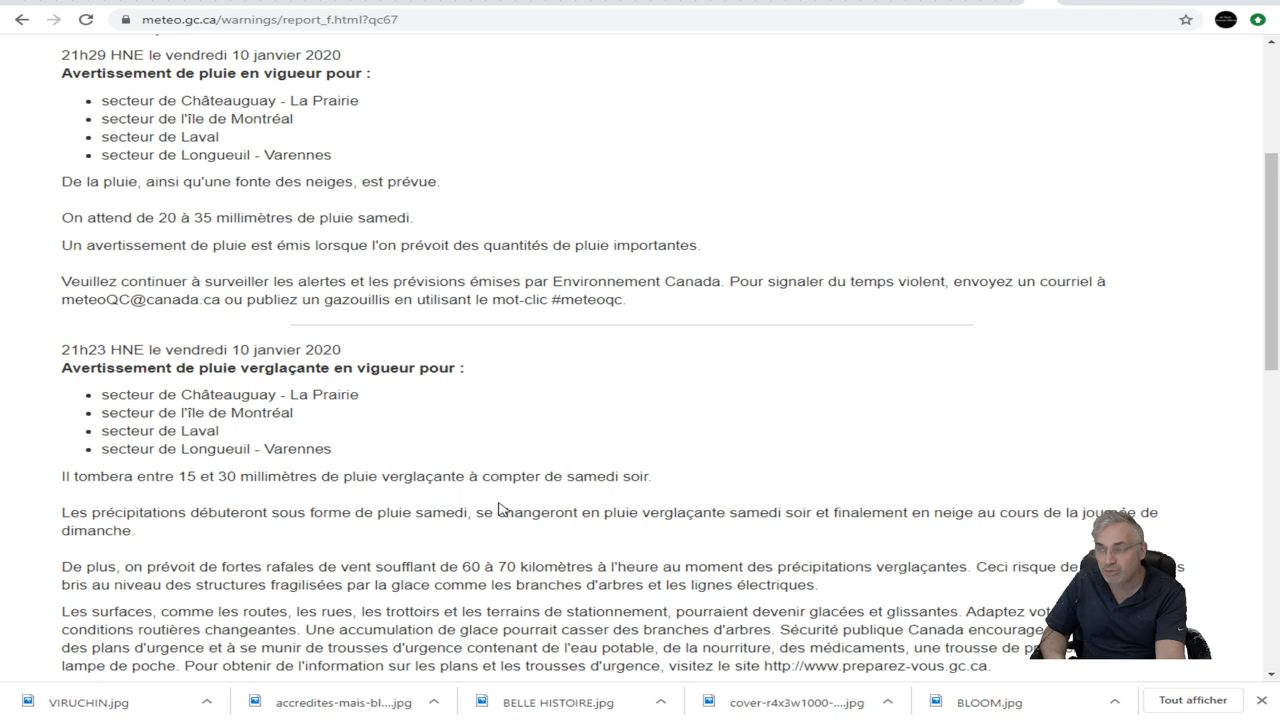 meteo.gc.ca/warnings/report_f.html?qc67
21h29 HNE le vendredi 10 janvier 2020
Avertissement de pluie en vigueur pour :
• secteur de Châteauguay - La Prairie
• secteur de l'île de Montréal
• secteur de Laval
• secteur de Longueuil - Varennes
De la pluie, ainsi qu'une fonte des neiges, est prévue.
On attend de 20 à 35 millimètres de pluie samedi.
Un avertissement de pluie est émis lorsque l'on prévoit des quantités de pluie importantes.
Veuillez continuer à surveiller les alertes et les prévisions émises par Environnement Canada. Pour signaler du temps violent, envoyez un courriel à
meteoQC@canada.ca ou publiez un gazouillis en utilisant le mot-clic #meteoqc.
21h23 HNE le vendredi 10 janvier 2020
Avertissement de pluie verglaçante en vigueur pour :
• secteur de Châteauguay - La Prairie
• secteur de l'île de Montréal
• secteur de Laval
• secteur de Longueuil - Varennes
Il tombera entre 15 et 30 millimètres de pluie verglaçante à compter de samedi soir.
Les précipitations débuteront sous forme de pluie samedi, se changeront en pluie verglaçante samedi soir et finalement en neige au cours de la journée de
dimanche.
De plus, on prévoit de fortes rafales de vent soufflant de 60 à 70 kilomètres à l'heure au moment des précipitations verglaçantes. Ceci risque de
bris au niveau des structures fragilisées par la glace comme les branches d'arbres et les lignes électriques.
Les surfaces, comme les routes, les rues, les trottoirs et les terrains de stationnement, pourraient devenir glacées et glissantes. Adaptez
conditions routières changeantes. Une accumulation de glace pourrait casser des branches d'arbres. Sécurité publique Canada encourage
des plans d'urgence et à se munir de trousses d'urgence contenant de l'eau potable, de la nourriture, des médicaments, une trousse de
lampe de poche. Pour obtenir de l'information sur les plans et les trousses d'urgence, visitez le site http://www.preparez-vous.gc.ca.
VIRUCHIN.jpg
accredites-mais-bl....jpg
BELLE HISTOIRE.jpg
cover-r4x3w1000-....jpg
BLOOM.jpg
Tout afficher